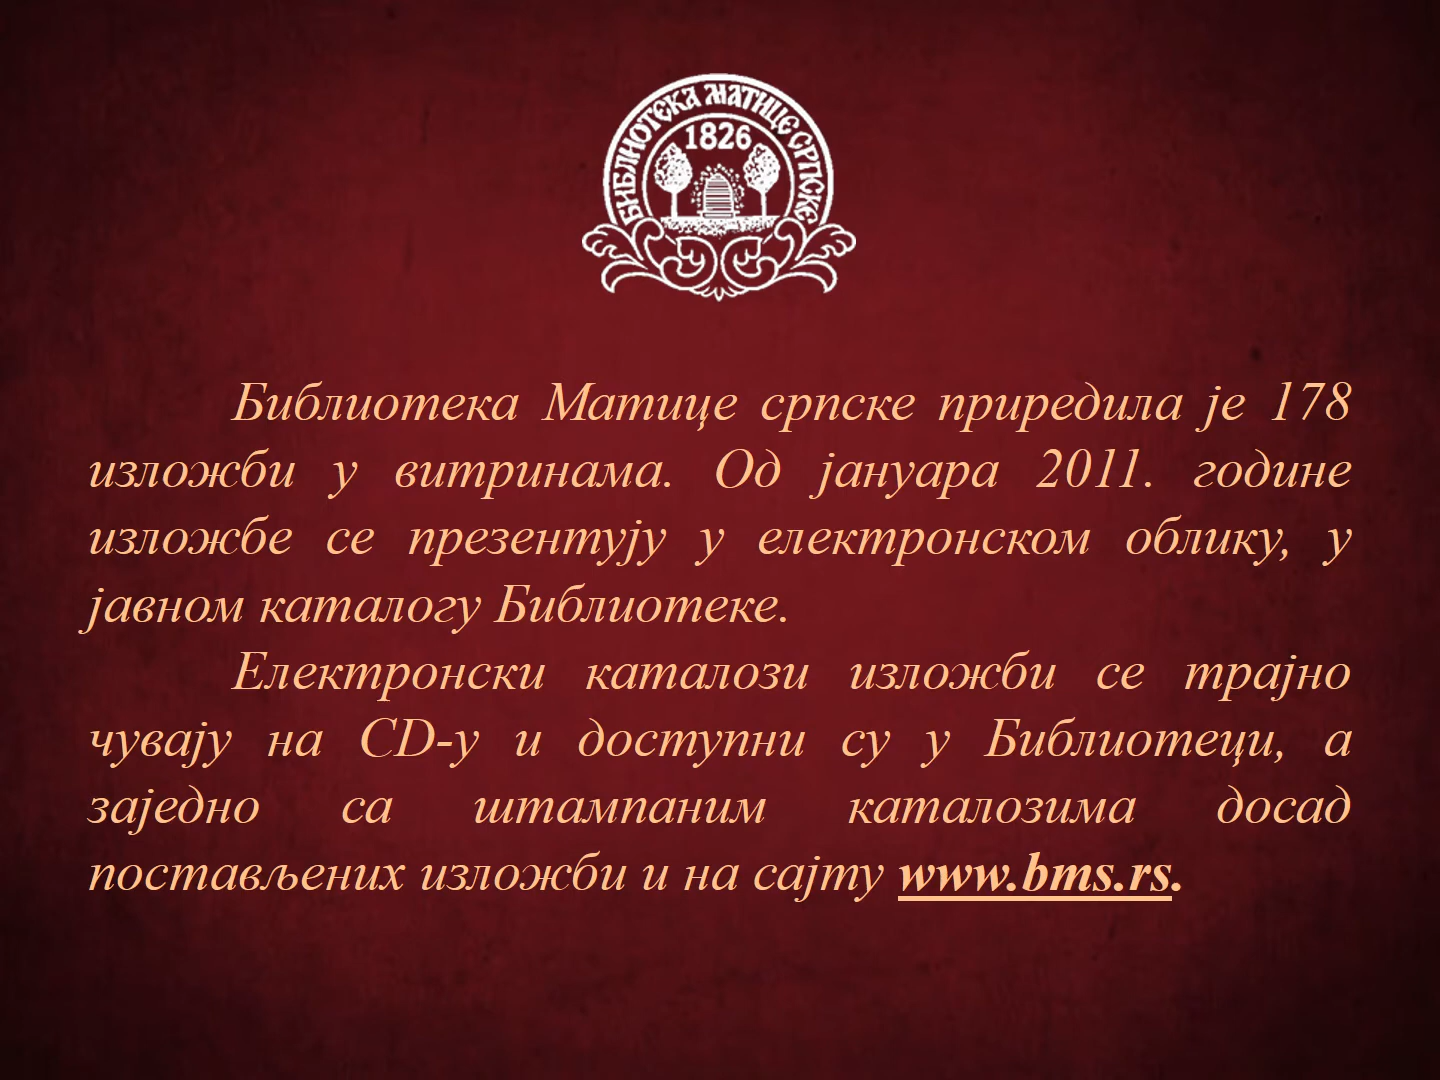 БИБЛИОТЕКА МАТИЦЕ СРПСКЕ
1826
Библиотека Матице српске приредила је 178
изложби у витринама. Од јануара 2011. године
изложбе се презентују у електронском облику, у
јавном каталогу Библиотеке.
Електронски каталози изложби се трајно
чувају на CD-у и доступни су у Библиотеци, а
заједно са штампаним каталозима досад
постављених изложби и на сајту www.bms.rs.